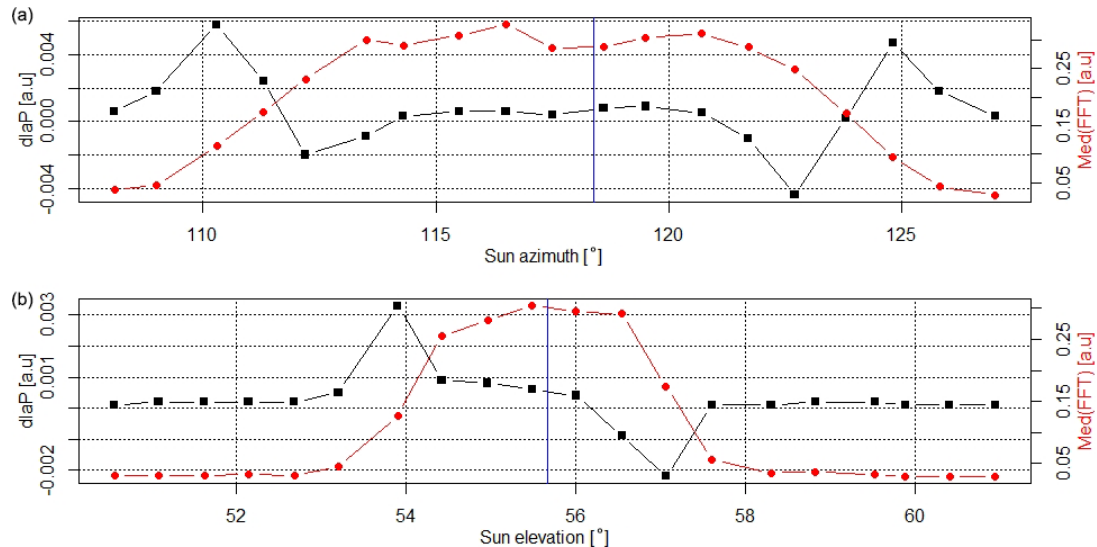 (a)
dIaP [a.u]
0.004
0.000
-0.004
0.25
0.15
0.05
Med(FFT) [a.u]
110 115 120 125
Sun azimuth [°]
(b)
dIaP [a.u]
0.003
0.001
-0.002
0.25
0.15
0.05
Med(FFT) [a.u]
52 54 56 58 60
Sun elevation [°]